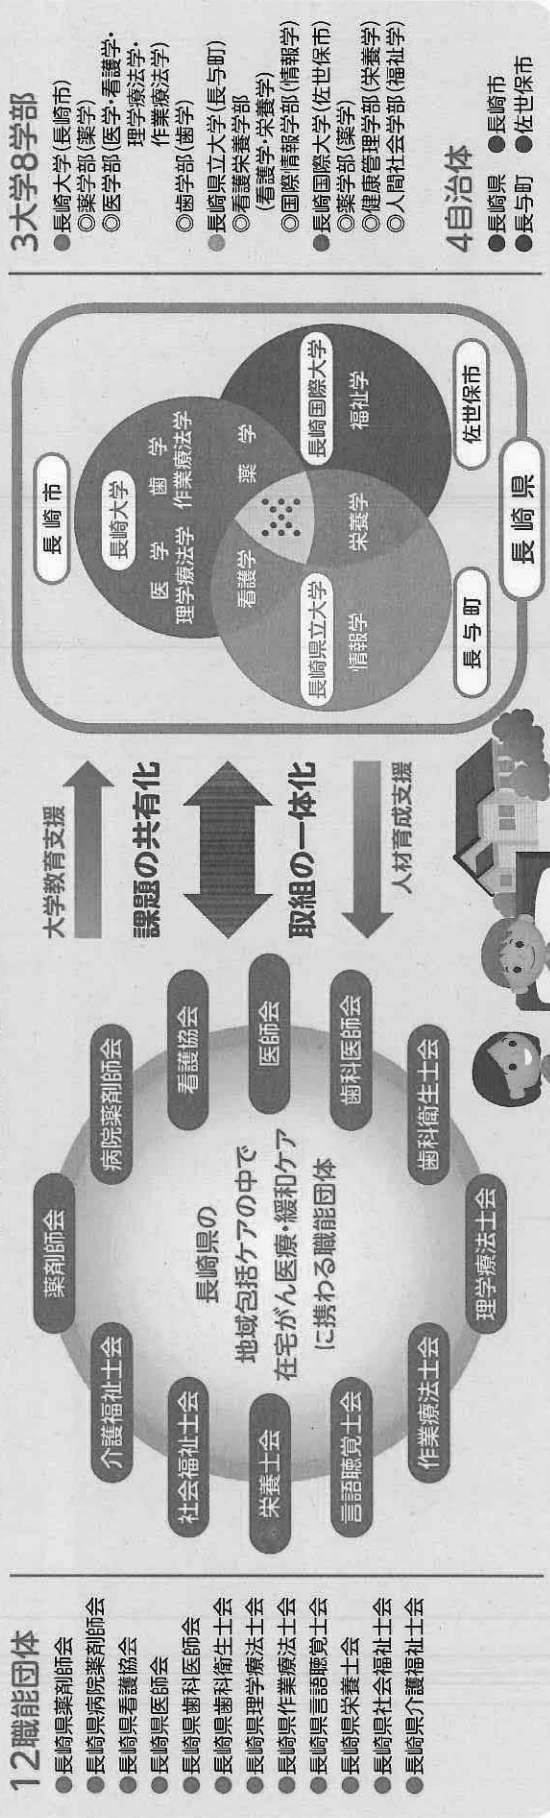 12職能団体
●長崎県薬剤師会
●長崎県病院薬剤師会
●長崎県看護協会
●長崎県医師会
●長崎県歯科医師会
●長崎県歯科衛生士会
●長崎県理学療法士会
●長崎県作業療法士会
●長崎県言語聴覚士会
●長崎県栄養士会
●長崎県社会福祉士会
●長崎県介護福祉士会
薬剤師会
介護福祉士会
病院薬剤師会
社会福祉士会
看護協会
栄養士会
医師会
言語聴覚士会
歯科医師会
作業療法士会
歯科衛生士会
理学療法士会
長崎県の
地域包括ケアの中で
在宅がん医療・緩和ケア
に携わる職能団体
大学教育支援
課題の共有化
取組の一体化
人材育成支援
長崎市
長崎大学
医学 歯学
理学療法学 作業療法学
看護学 薬学
長崎県立大学
情報学
栄養学
長崎国際大学
福祉学
長与町
佐世保市
長崎県
3大学8学部
●長崎大学(長崎市)
◎薬学部(薬学)
◎医学部(医学・看護学・
理学療法学・
作業療法学)
◎歯学部(歯学)
●長崎県立大学(長与町)
◎看護栄養学部
(看護学・栄養学)
◎国際情報学部(情報学)
●長崎国際大学(佐世保市)
◎薬学部(薬学)
◎健康管理学部(栄養学)
◎人間社会学部(福祉学)
4自治体
●長崎県 ●長崎市
●長与町 ●佐世保市